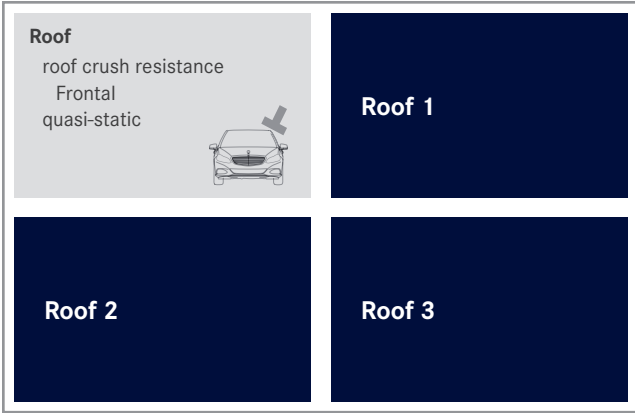 Roof
roof crush resistance
Frontal
quasi-static
Roof 1
Roof 2
Roof 3